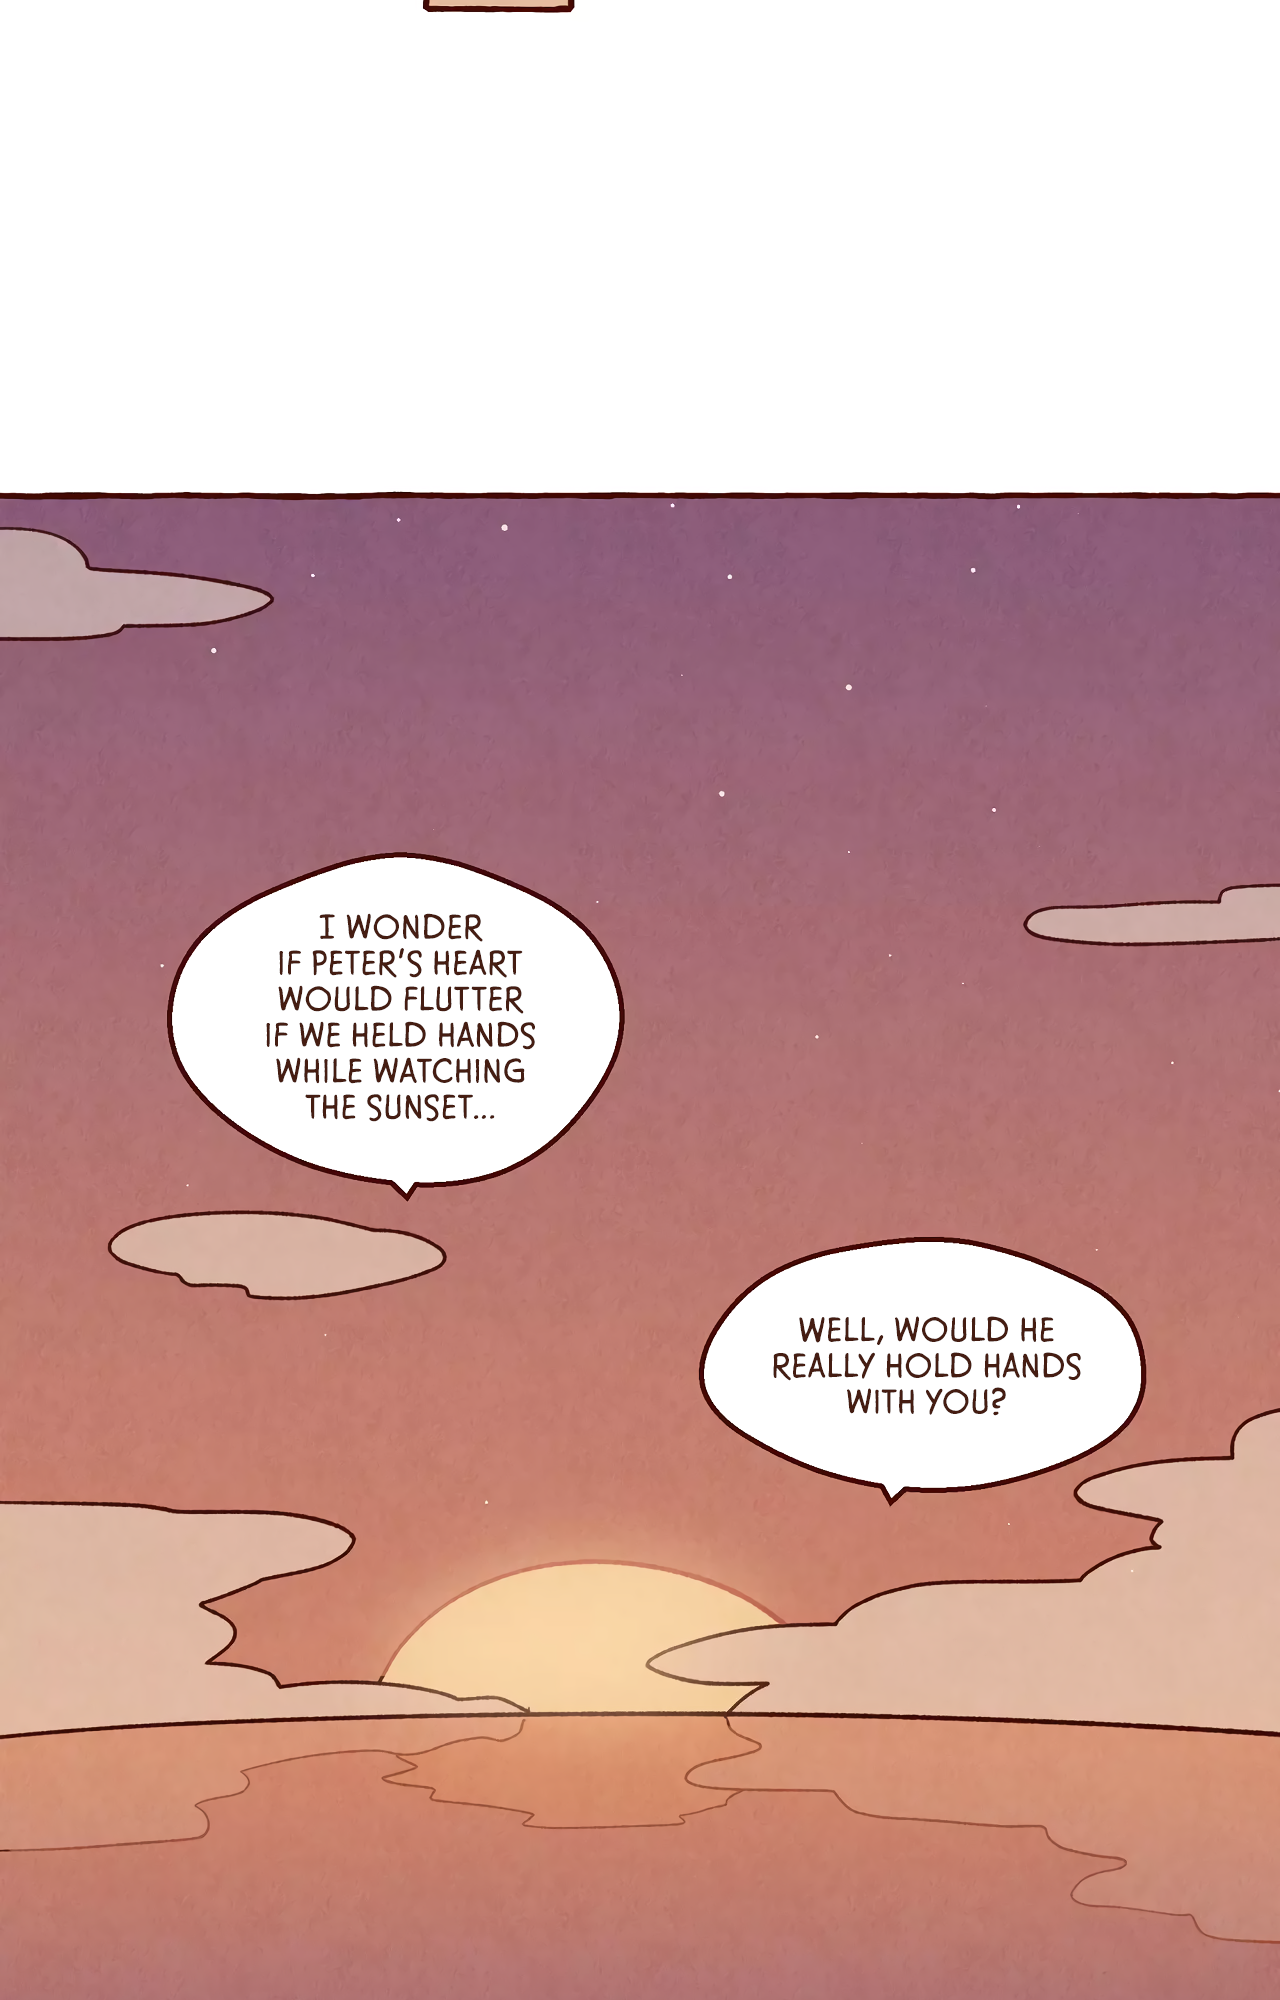 I WONDER
IF PETER'S HEART
WOULD FLUTTER
IF WE HELD HANDS
WHILE WATCHING
THE SUNSET...
WELL, WOULD HE
REALLY HOLD HANDS
WITH YOU?